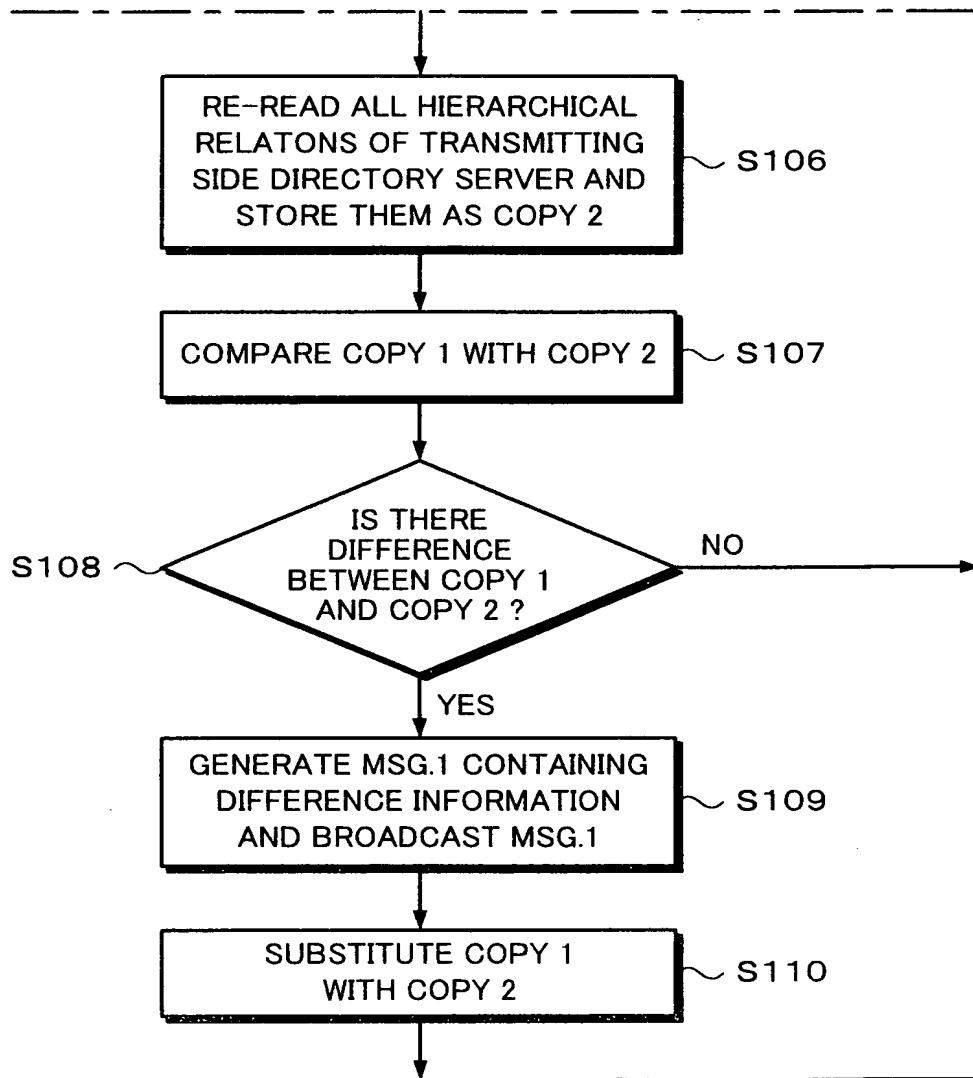 RE-READ ALL HIERARCHICAL
RELATONS OF TRANSMITTING
SIDE DIRECTORY SERVER AND
STORE THEM AS COPY 2
S106
COMPARE COPY 1 WITH COPY 2
S107
IS THERE
DIFFERENCE
BETWEEN COPY 1
AND COPY 2 ?
S108
NO
YES
GENERATE MSG.1 CONTAINING
DIFFERENCE INFORMATION
AND BROADCAST MSG.1
S109
SUBSTITUTE COPY 1
WITH COPY 2
S110